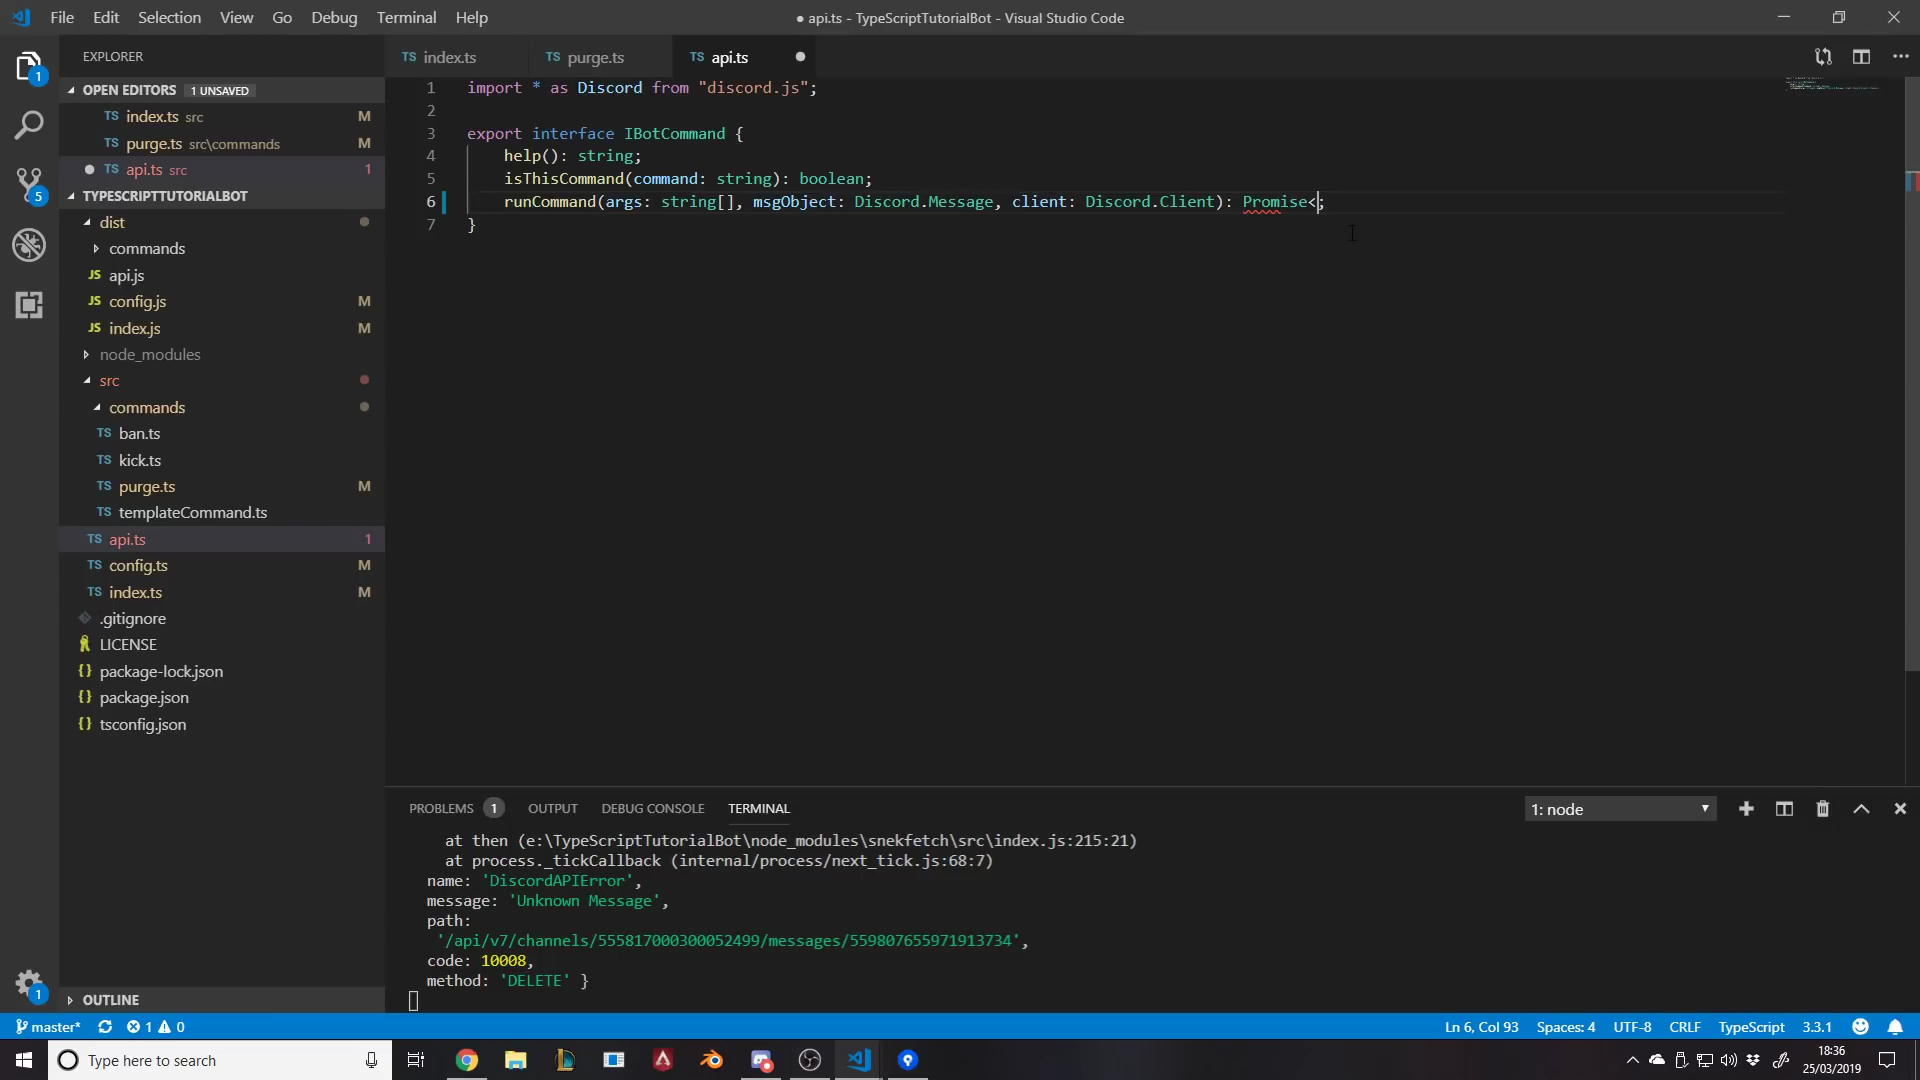 File Edit Selection View Go Debug Terminal Help
● api.ts - TypeScriptTutorialBot - Visual Studio Code
EXPLORER
OPEN EDITORS 1 UNSAVED
TS index.ts src M
TS purge.ts src\commands M
TS api.ts src 1
TYPESCRIPTTUTORIALBOT
dist
commands
JS api.js
JS config.js M
JS index.js M
node_modules
src
commands
TS ban.ts
TS kick.ts
TS purge.ts M
TS templateCommand.ts
TS api.ts 1
TS config.ts M
TS index.ts M
.gitignore
LICENSE
{} package-lock.json
{} package.json
{} tsconfig.json
OUTLINE
1
5
1
TS index.ts TS purge.ts TS api.ts
1 import * as Discord from "discord.js";
2
3 export interface IBotCommand {
4 help(): string;
5 isThisCommand(command: string): boolean;
6 runCommand(args: string[], msgObject: Discord.Message, client: Discord.Client): Promise<;
7 }
PROBLEMS 1 OUTPUT DEBUG CONSOLE TERMINAL
1: node
at then (e:\TypeScriptTutorialBot\node_modules\snekfetch\src\index.js:215:21)
at process._tickCallback (internal/process/next_tick.js:68:7)
name: 'DiscordAPIError',
message: 'Unknown Message',
path:
'/api/v7/channels/555817000300052499/messages/559807655971913734',
code: 10008,
method: 'DELETE' }
master* 1 0
Ln 6, Col 93 Spaces: 4 UTF-8 CRLF TypeScript 3.3.1
Type here to search
18:36
25/03/2019